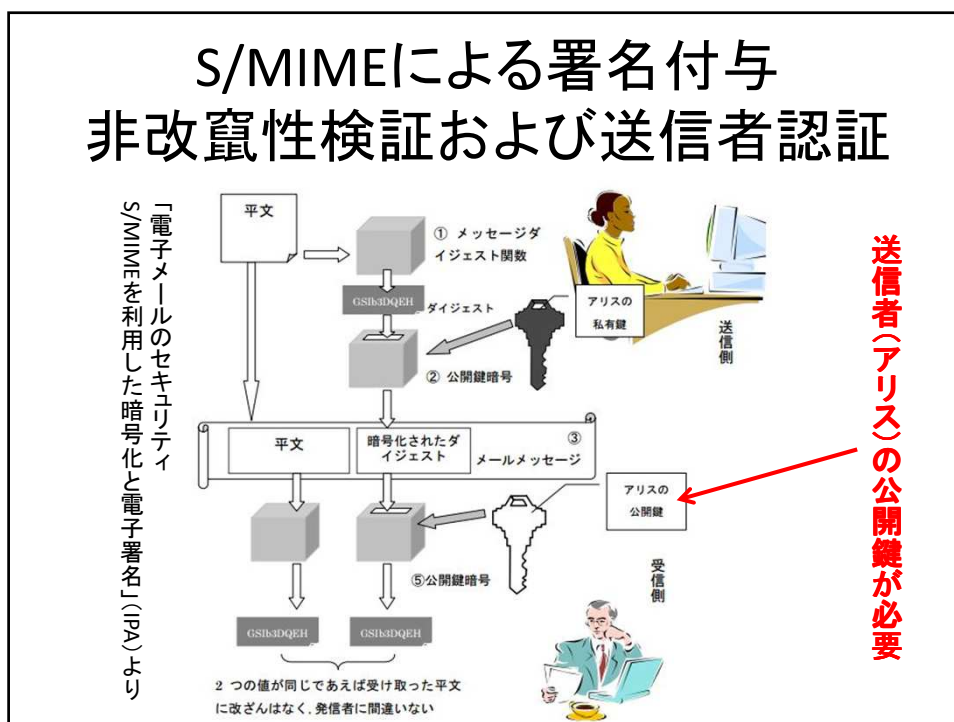 S/MIMEによる署名付与
非改竄性検証および送信者認証
「電子メールのセキュリティ
S/MIMEを利用した暗号化と電子署名」(IPA)より
平文
① メッセージダ
イジェスト関数
GSIb3DQEH
ダイジェスト
アリスの
私有鍵
送信側
② 公開鍵暗号
平文
暗号化されたダ
イジェスト
③
メールメッセージ
アリスの
公開鍵
送信者(アリス)の公開鍵が必要
⑤公開鍵暗号
受信側
GSIb3DQEH
GSIb3DQEH
2 つの値が同じであえば受け取った平文
に改ざんはなく,発信者に間違いない